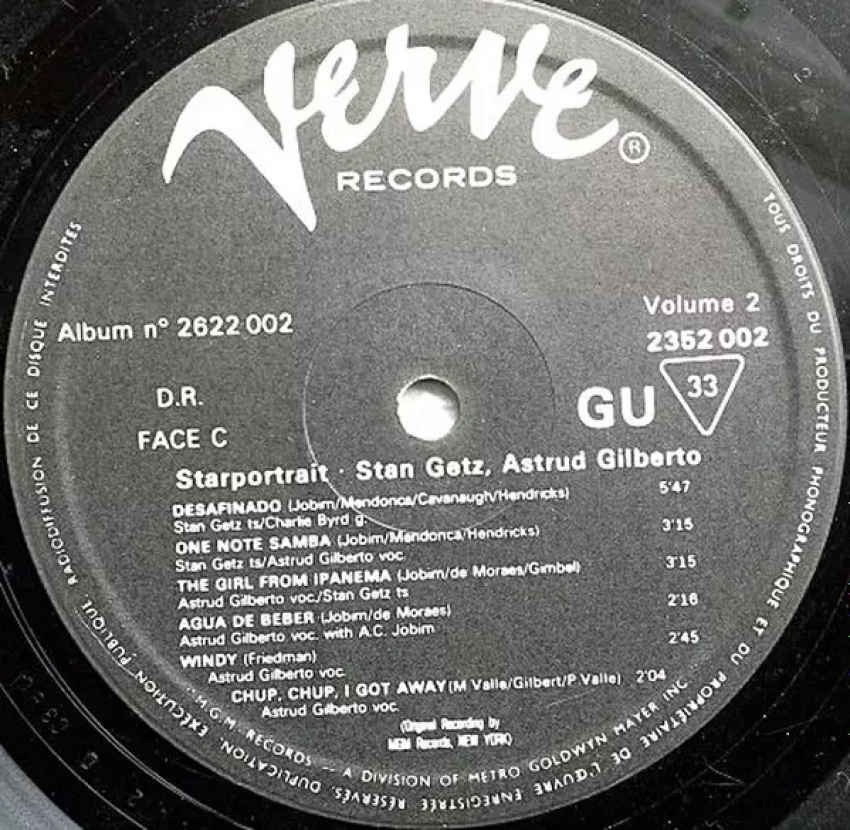 Verve®
RECORDS
Album n° 2622 002
Volume 2
2352 002
D.R.
GU 33
FACE C
Starportrait · Stan Getz, Astrud Gilberto
DESAFINADO (Jobim/Mendonca/Cavanaugh/Hendricks) 5'47
Stan Getz ts/Charlie Byrd g.
ONE NOTE SAMBA (Jobim/Mendonca/Hendricks) 3'15
Stan Getz ts/Astrud Gilberto voc.
THE GIRL FROM IPANEMA (Jobim/de Moraes/Gimbel) 3'15
Astrud Gilberto voc./Stan Getz ts
AGUA DE BEBER (Jobim/de Moraes) 2'16
Astrud Gilberto voc. with A.C. Jobim
WINDY (Friedman) 2'45
Astrud Gilberto voc.
CHUP, CHUP, I GOT AWAY (M Valle/Gilbert/P Valle) 2'04
Astrud Gilberto voc.
(Original Recording by
MGM Records, NEW YORK)
M.G.M. RECORDS — A DIVISION OF METRO GOLDWYN MAYER INC
TOUS DROITS DU PRODUCTEUR PHONOGRAPHIQUE ET DU PROPRIÉTAIRE DE L'ŒUVRE ENREGISTRÉE RÉSERVÉS. DUPLICATION, EXÉCUTION PUBLIQUE, RADIODIFFUSION DE CE DISQUE INTERDITES